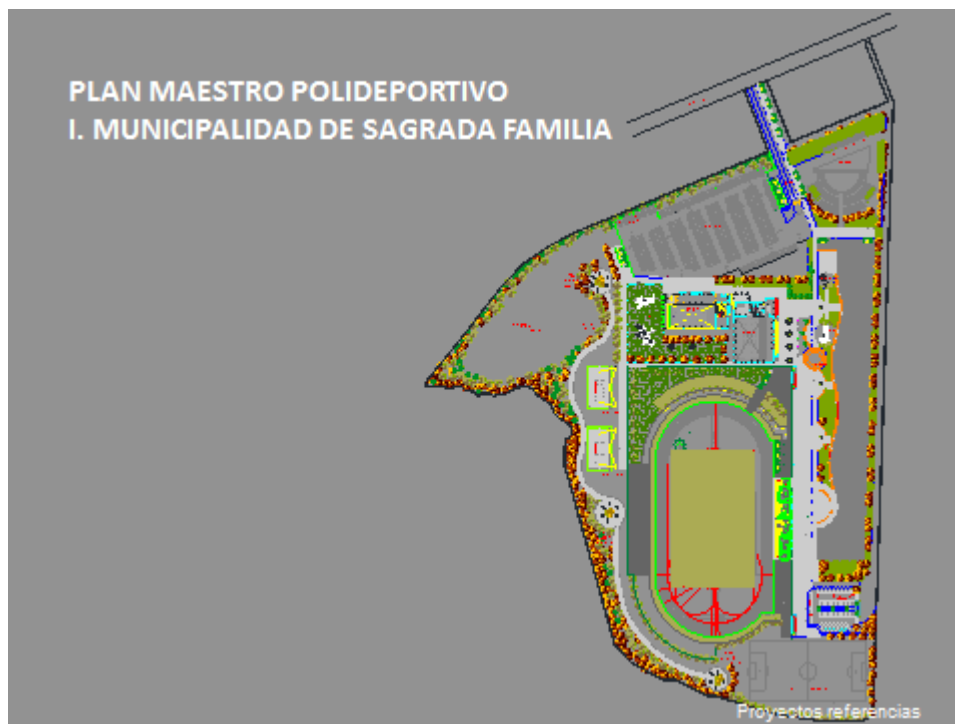 PLAN MAESTRO POLIDEPORTIVO
I. MUNICIPALIDAD DE SAGRADA FAMILIA
Proyectos referencias